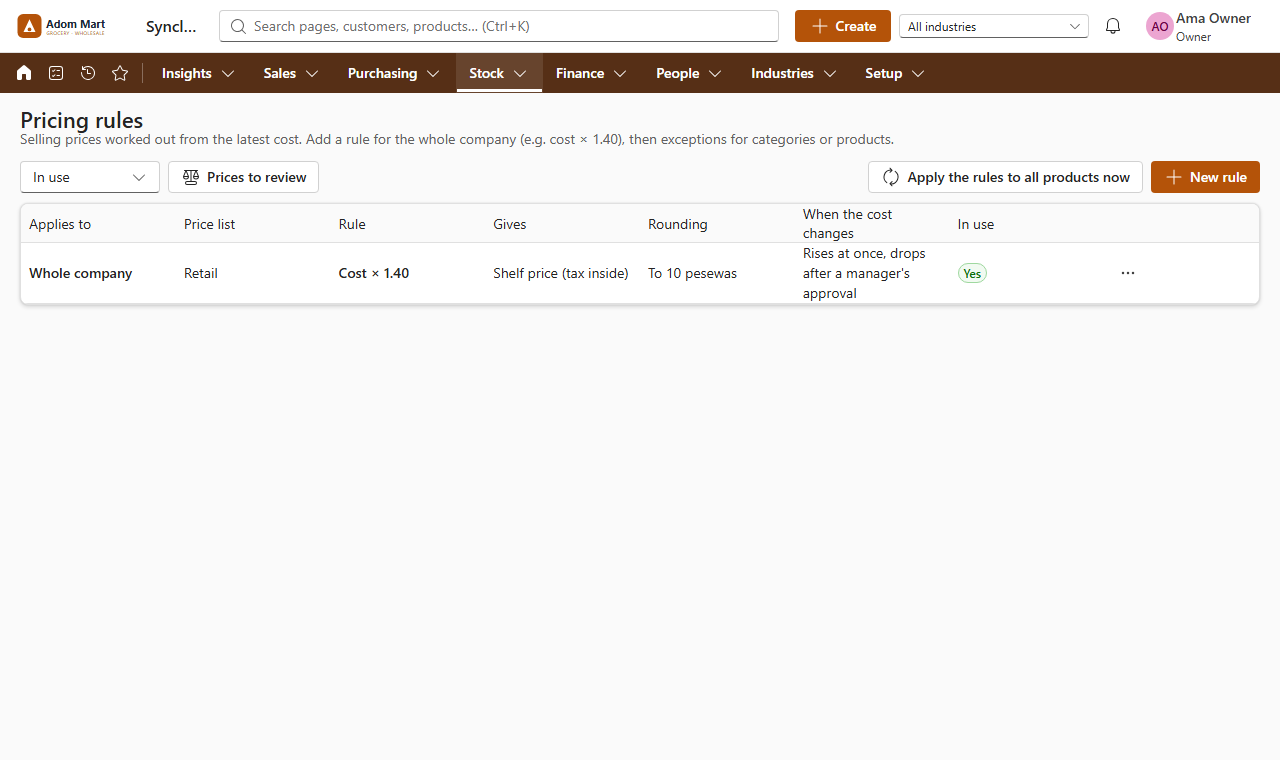 Adom Mart
GROCERY · WHOLESALE
Syncl...
Search pages, customers, products... (Ctrl+K)
Create
All industries
AO
Ama Owner
Owner
Insights
Sales
Purchasing
Stock
Finance
People
Industries
Setup
Pricing rules
Selling prices worked out from the latest cost. Add a rule for the whole company (e.g. cost × 1.40), then exceptions for categories or products.
In use
Prices to review
Apply the rules to all products now
New rule
Applies to
Price list
Rule
Gives
Rounding
When the cost
changes
In use
Whole company
Retail
Cost × 1.40
Shelf price (tax inside)
To 10 pesewas
Rises at once, drops
after a manager's
approval
Yes